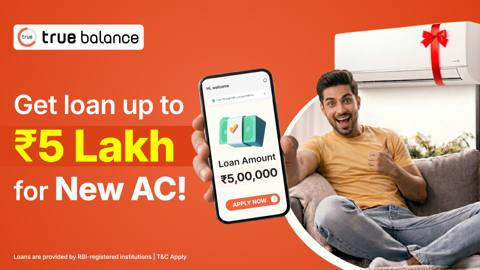 true
true balance
Get loan up to
₹5 Lakh
for New AC!
Hi, welcome
Loan Amount
₹5,00,000
APPLY NOW
Loans are provided by RBI-registered institutions | T&C Apply